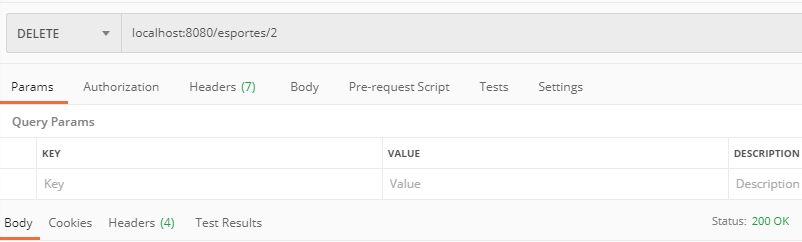 DELETE localhost:8080/esportes/2
Params Authorization Headers (7) Body Pre-request Script Tests Settings
Query Params
KEY VALUE DESCRIPTION
Key Value Description
Body Cookies Headers (4) Test Results Status: 200 OK